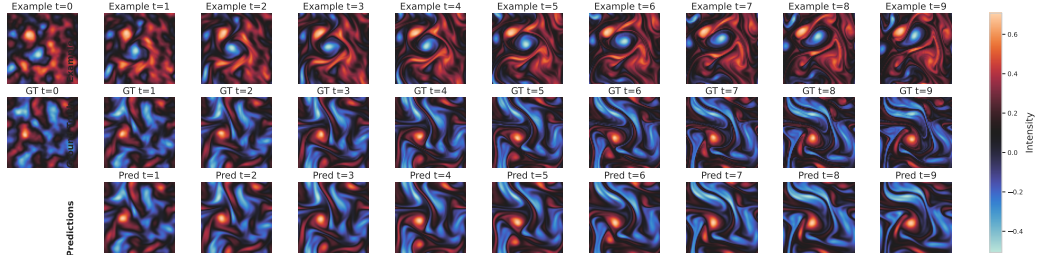 Example t=0 Example t=1 Example t=2 Example t=3 Example t=4 Example t=5 Example t=6 Example t=7 Example t=8 Example t=9
GT t=0 GT t=1 GT t=2 GT t=3 GT t=4 GT t=5 GT t=6 GT t=7 GT t=8 GT t=9
Pred t=1 Pred t=2 Pred t=3 Pred t=4 Pred t=5 Pred t=6 Pred t=7 Pred t=8 Pred t=9
Predictions
0.6
0.4
0.2
0.0
−0.2
−0.4
Intensity